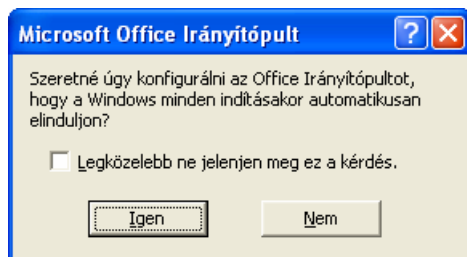 Microsoft Office Irányítópult
Szeretné úgy konfigurálni az Office Irányítópultot,
hogy a Windows minden indításakor automatikusan
elinduljon?
Legközelebb ne jelenjen meg ez a kérdés.
Igen
Nem